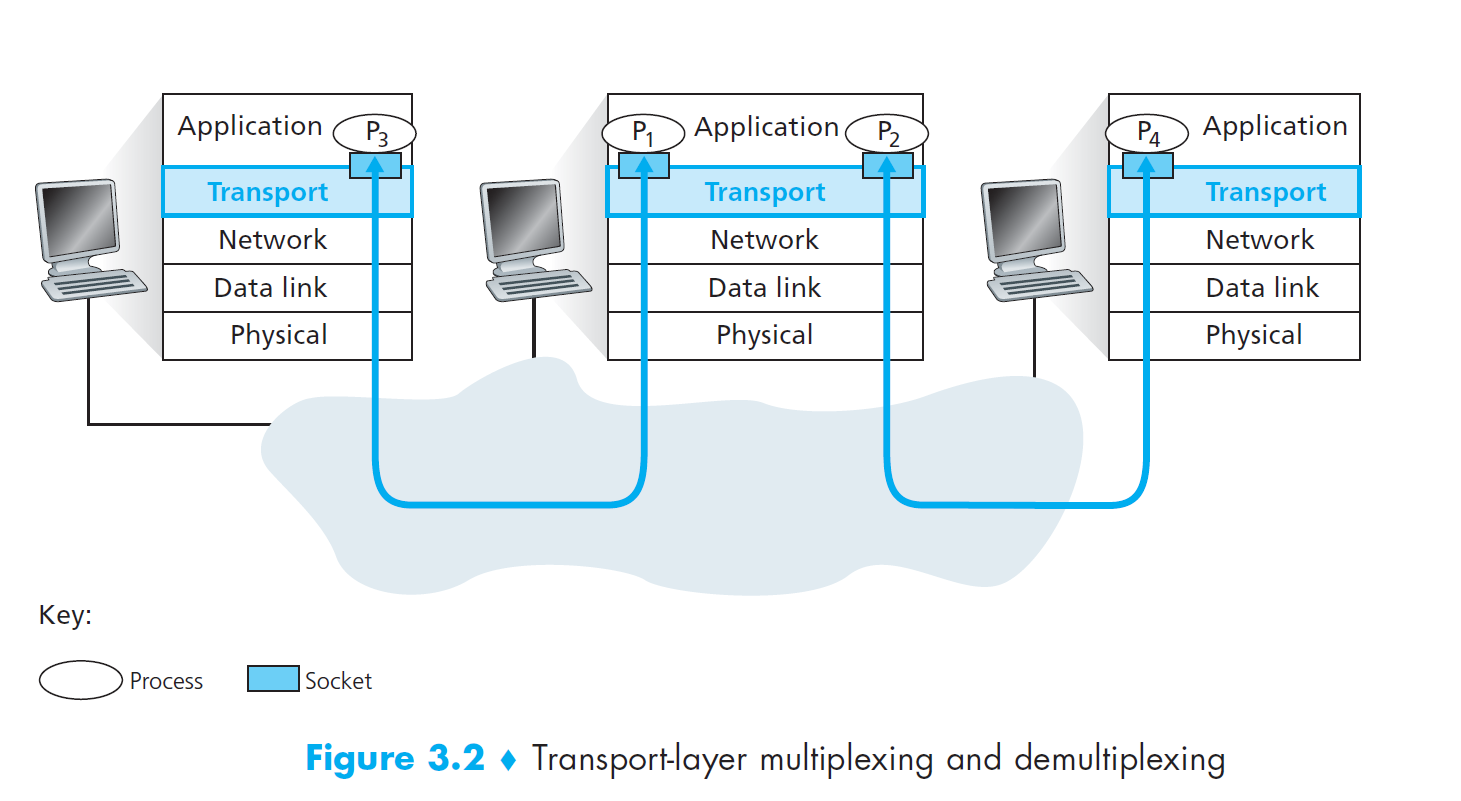 Application P3
Transport
Network
Data link
Physical
P1 Application P2
Transport
Network
Data link
Physical
P4 Application
Transport
Network
Data link
Physical
Key:
Process Socket
Figure 3.2 ♦ Transport-layer multiplexing and demultiplexing